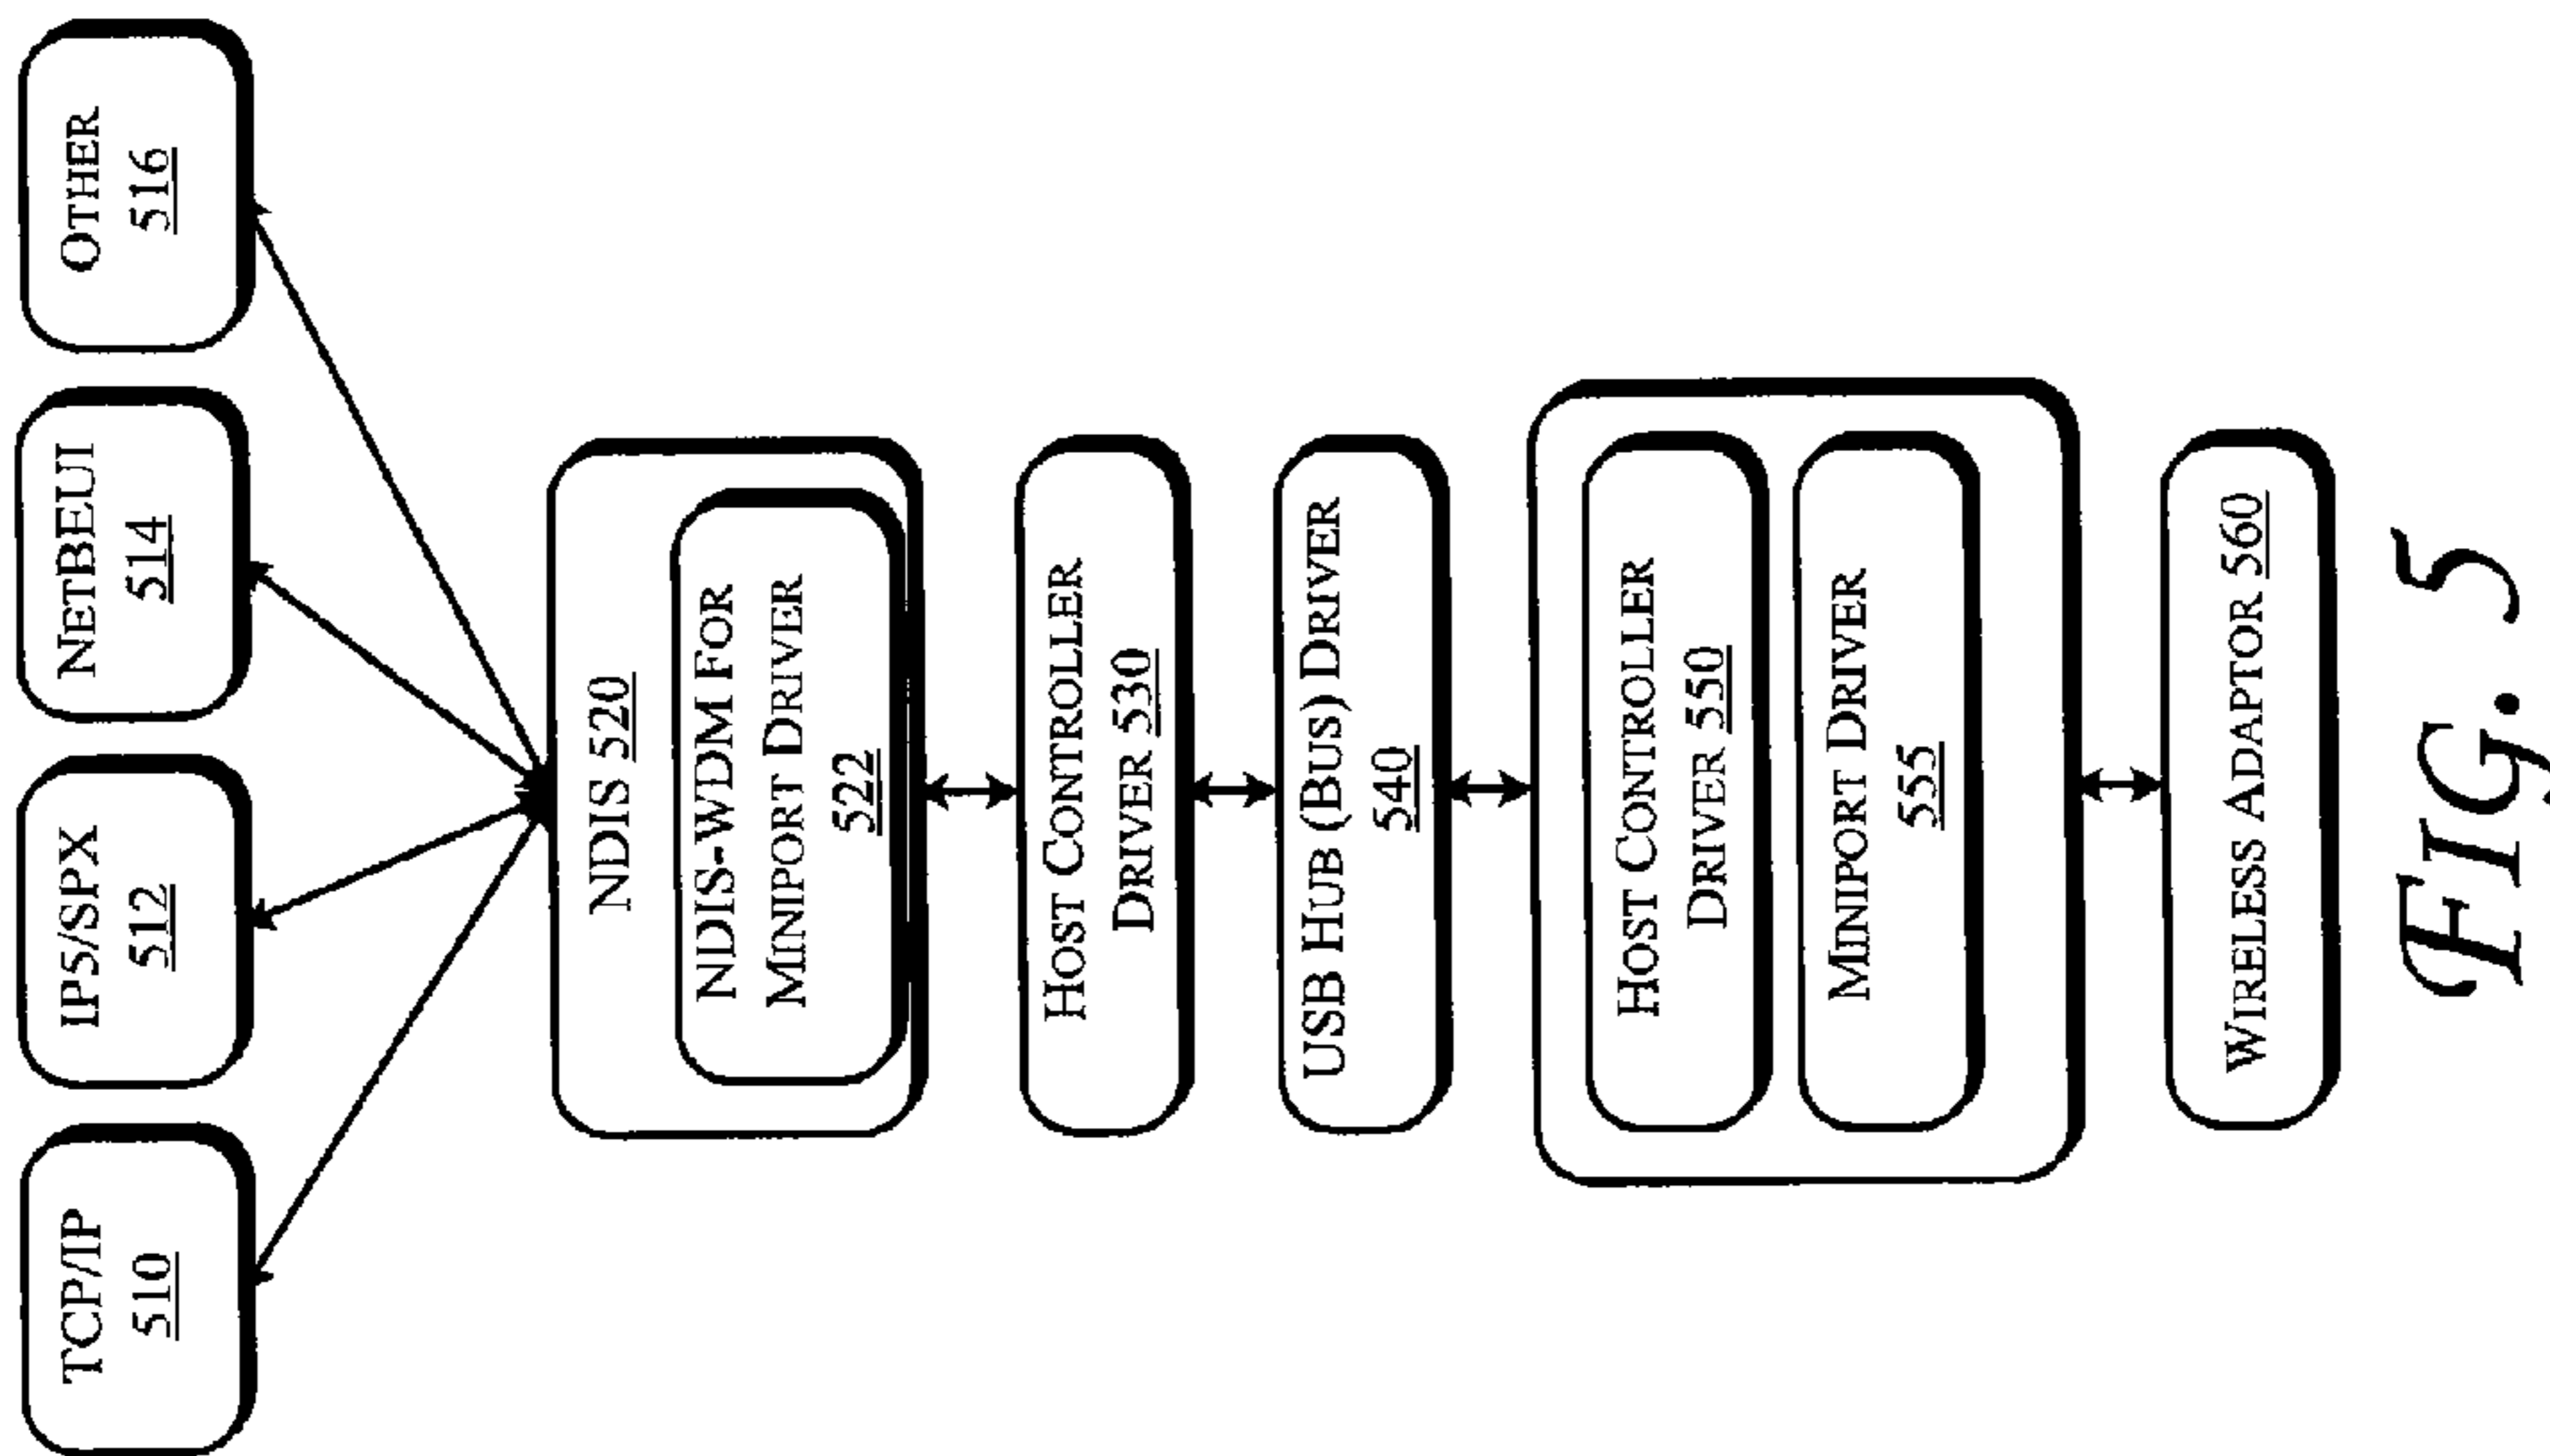 TCP/IP
510
IP5/SPX
512
NETBEUI
514
OTHER
516
NDIS 520
NDIS-WDM FOR
MINIPORT DRIVER
522
HOST CONTROLLER
DRIVER 530
USB HUB (BUS) DRIVER
540
HOST CONTROLLER
DRIVER 550
MINIPORT DRIVER
555
WIRELESS ADAPTOR 560
FIG. 5